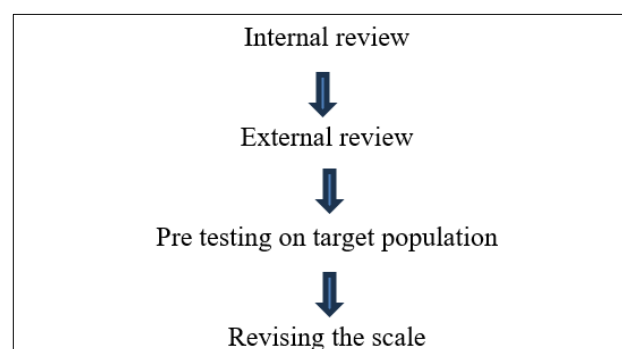 Internal review
External review
Pre testing on target population
Revising the scale